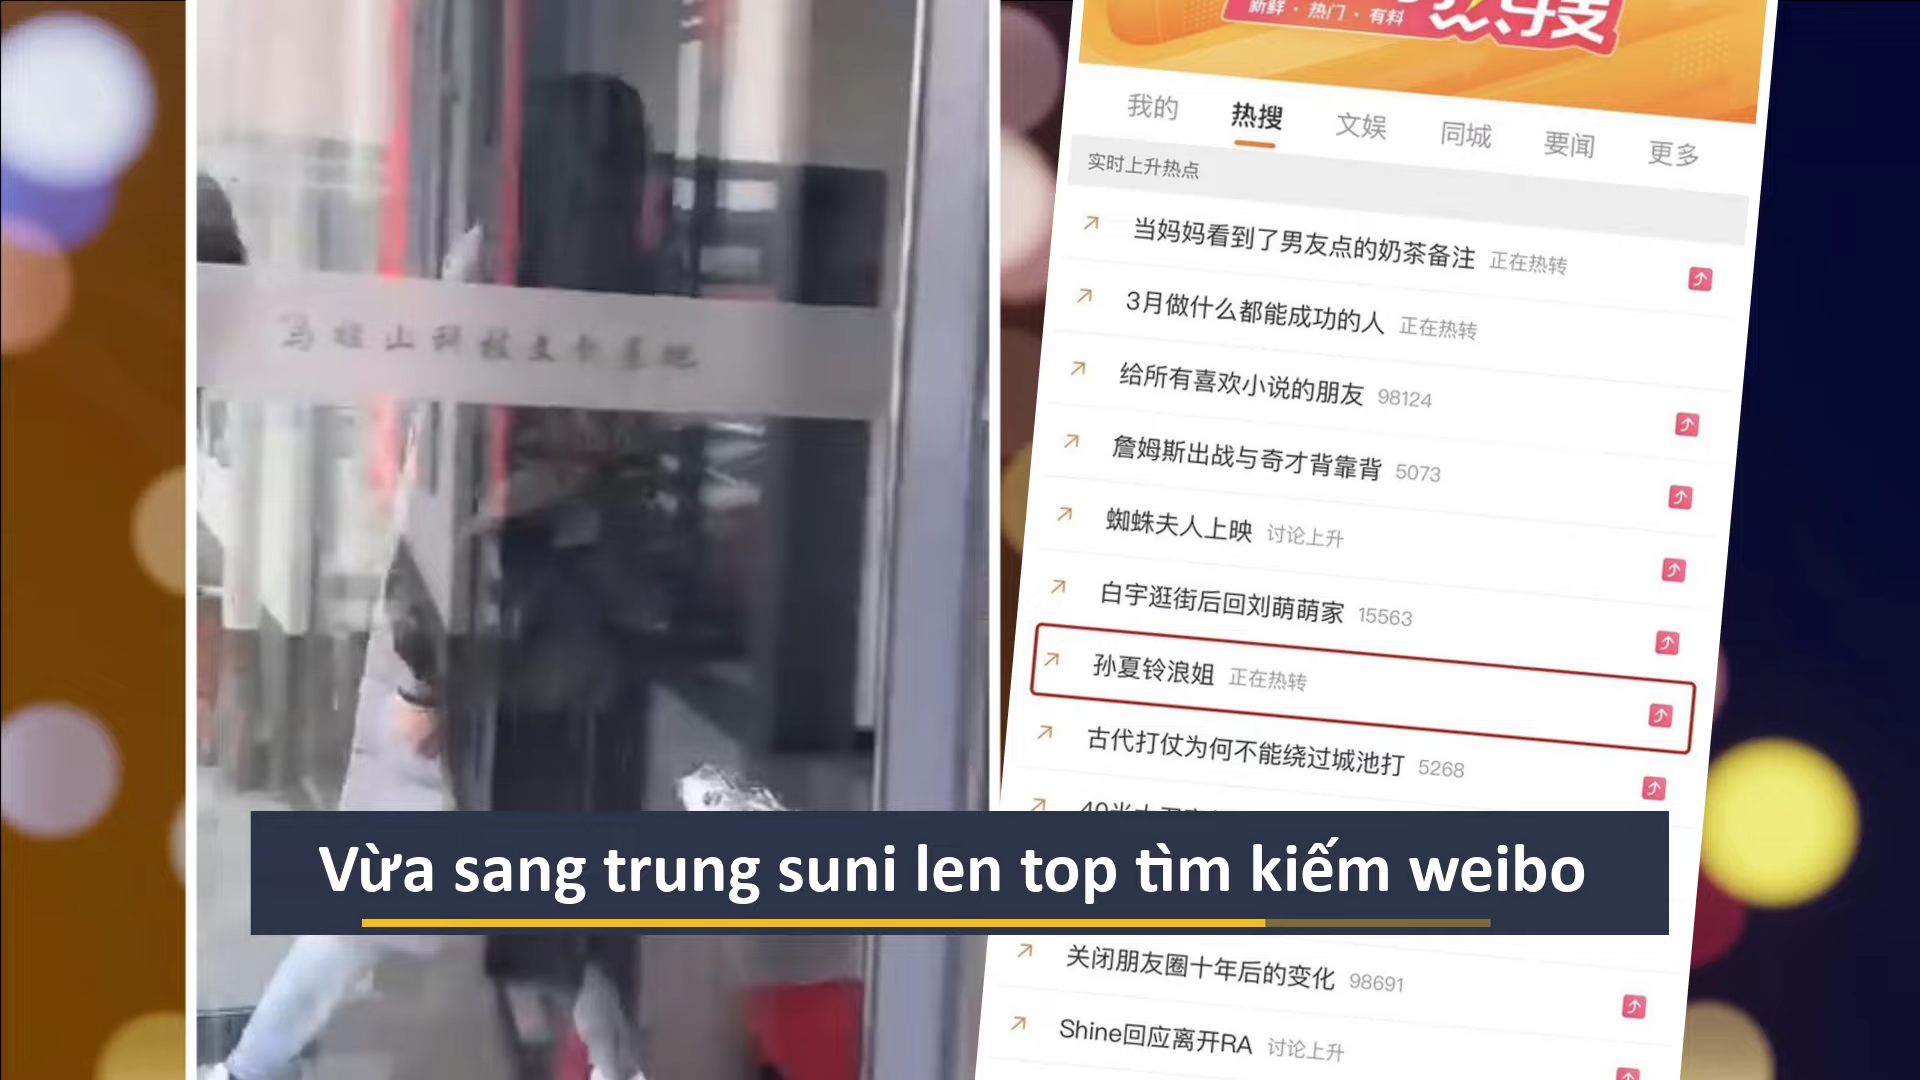 新鲜 · 热门 · 有料
我的 热搜 文娱 同城 要闻 更多
实时上升热点
当妈妈看到了男友点的奶茶备注 正在热转
3月做什么都能成功的人 正在热转
给所有喜欢小说的朋友 98124
詹姆斯出战与奇才背靠背 5073
蜘蛛夫人上映 讨论上升
白宇逛街后回刘萌萌家 15563
孙夏铃浪姐 正在热转
古代打仗为何不能绕过城池打 5268
Vừa sang trung suni len top tìm kiếm weibo
关闭朋友圈十年后的变化 98691
Shine回应离开RA 讨论上升